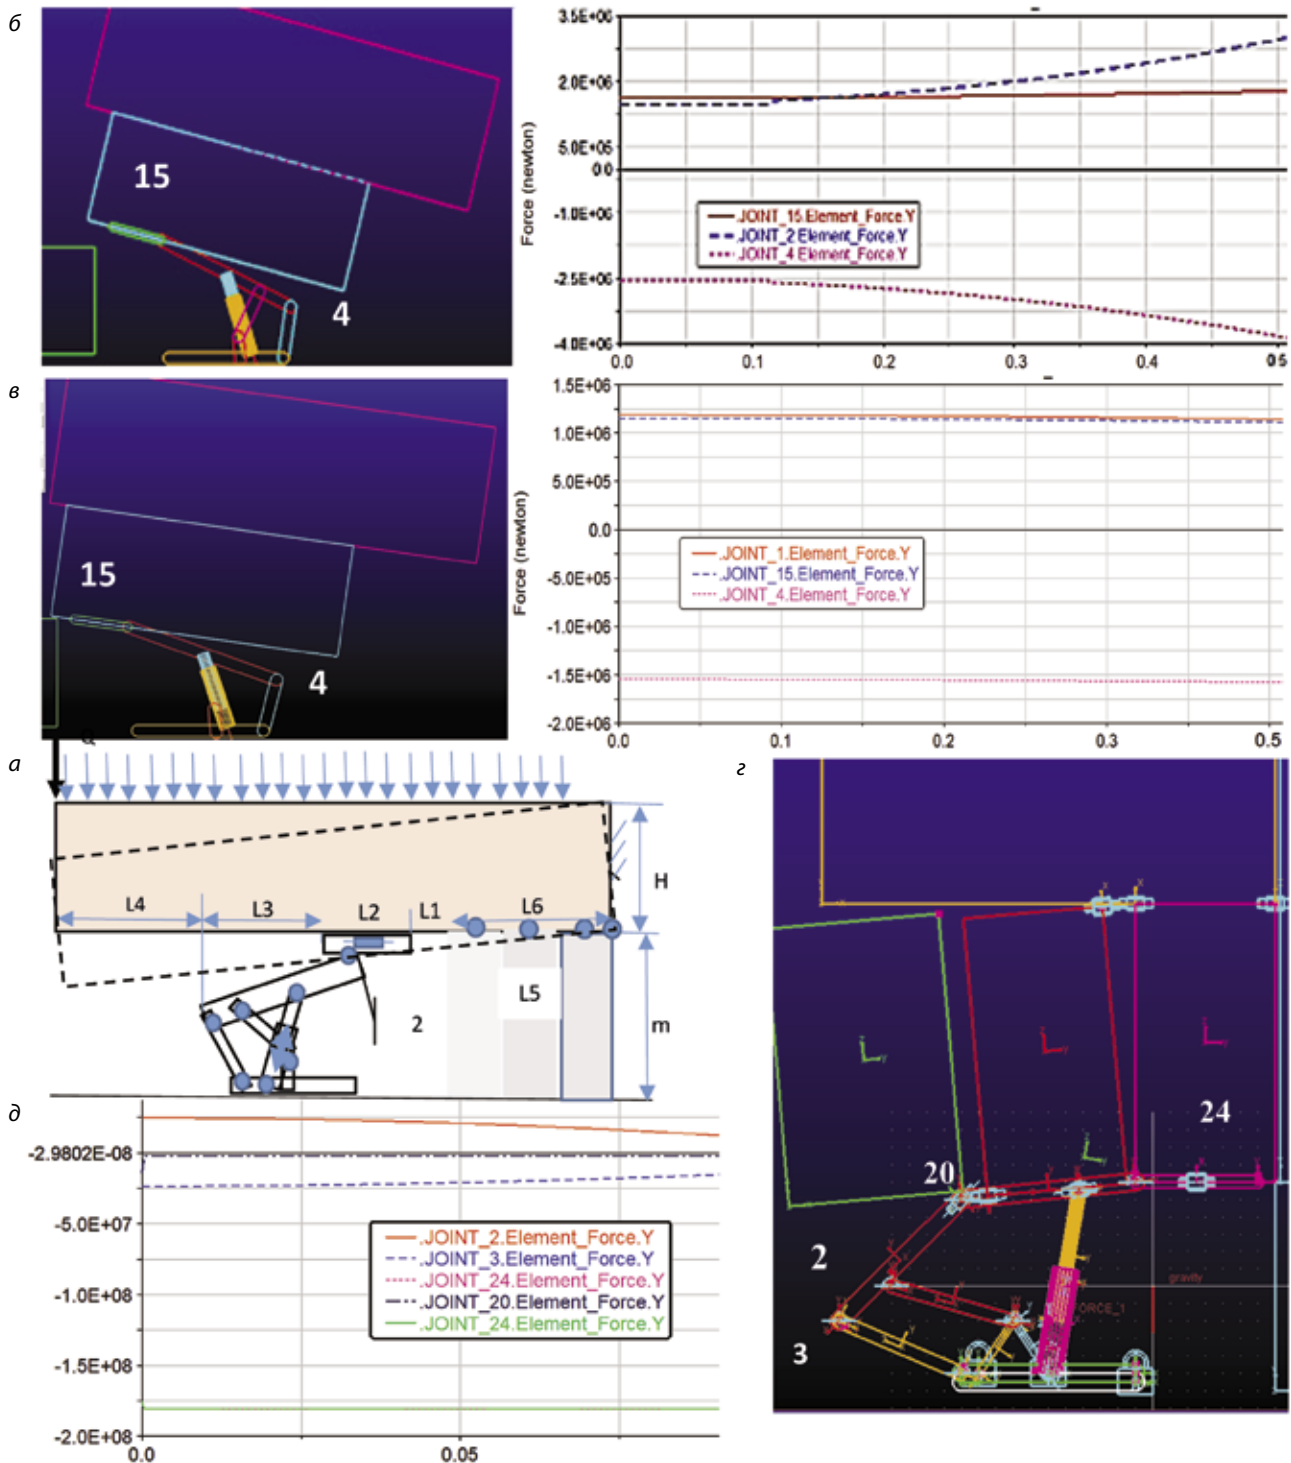 б
15
4
Force (newton)
3.5E+06
2.0E+06
5.0E+06
0.0
-1.0E+06
-2.5E+06
-4.0E+06
.JOINT_15.Element_Force.Y
.JOINT_2.Element_Force.Y
.JOINT_4.Element_Force.Y
0.0 0.1 0.2 0.3 0.4 0.5
в
15
4
Force (newton)
1.5E+06
1.0E+06
5.0E+05
0.0
-5.0E+05
-1.0E+06
-1.5E+06
-2.0E+06
.JOINT_1.Element_Force.Y
.JOINT_15.Element_Force.Y
.JOINT_4.Element_Force.Y
0.0 0.1 0.2 0.3 0.5
а
L4 L3 L2 L1 L6
H
L5
2
m
г
24
20
2
3
gravity
FORCE_1
д
-2.9802E-08
-5.0E+07
-1.0E+08
-1.5E+08
-2.0E+08
.JOINT_2.Element_Force.Y
.JOINT_3.Element_Force.Y
.JOINT_24.Element_Force.Y
.JOINT_20.Element_Force.Y
.JOINT_24.Element_Force.Y
0.0 0.05